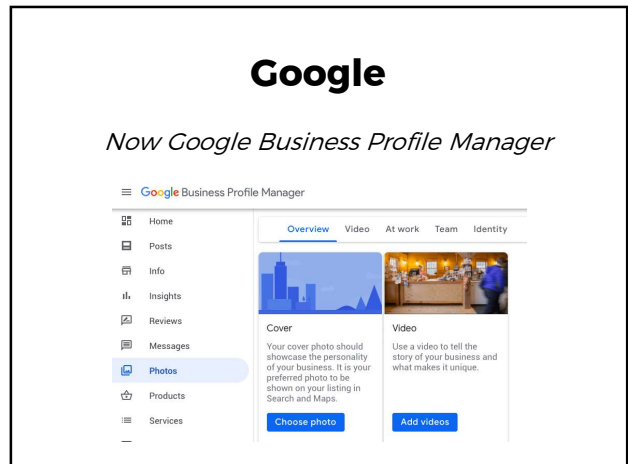 Google
Now Google Business Profile Manager
Google Business Profile Manager
Home
Posts
Info
Insights
Reviews
Messages
Photos
Products
Services
Overview Video At work Team Identity
Cover
Your cover photo should
showcase the personality
of your business. It is your
preferred photo to be
shown on your listing in
Search and Maps.
Choose photo
Video
Use a video to tell the
story of your business and
what makes it unique.
Add videos